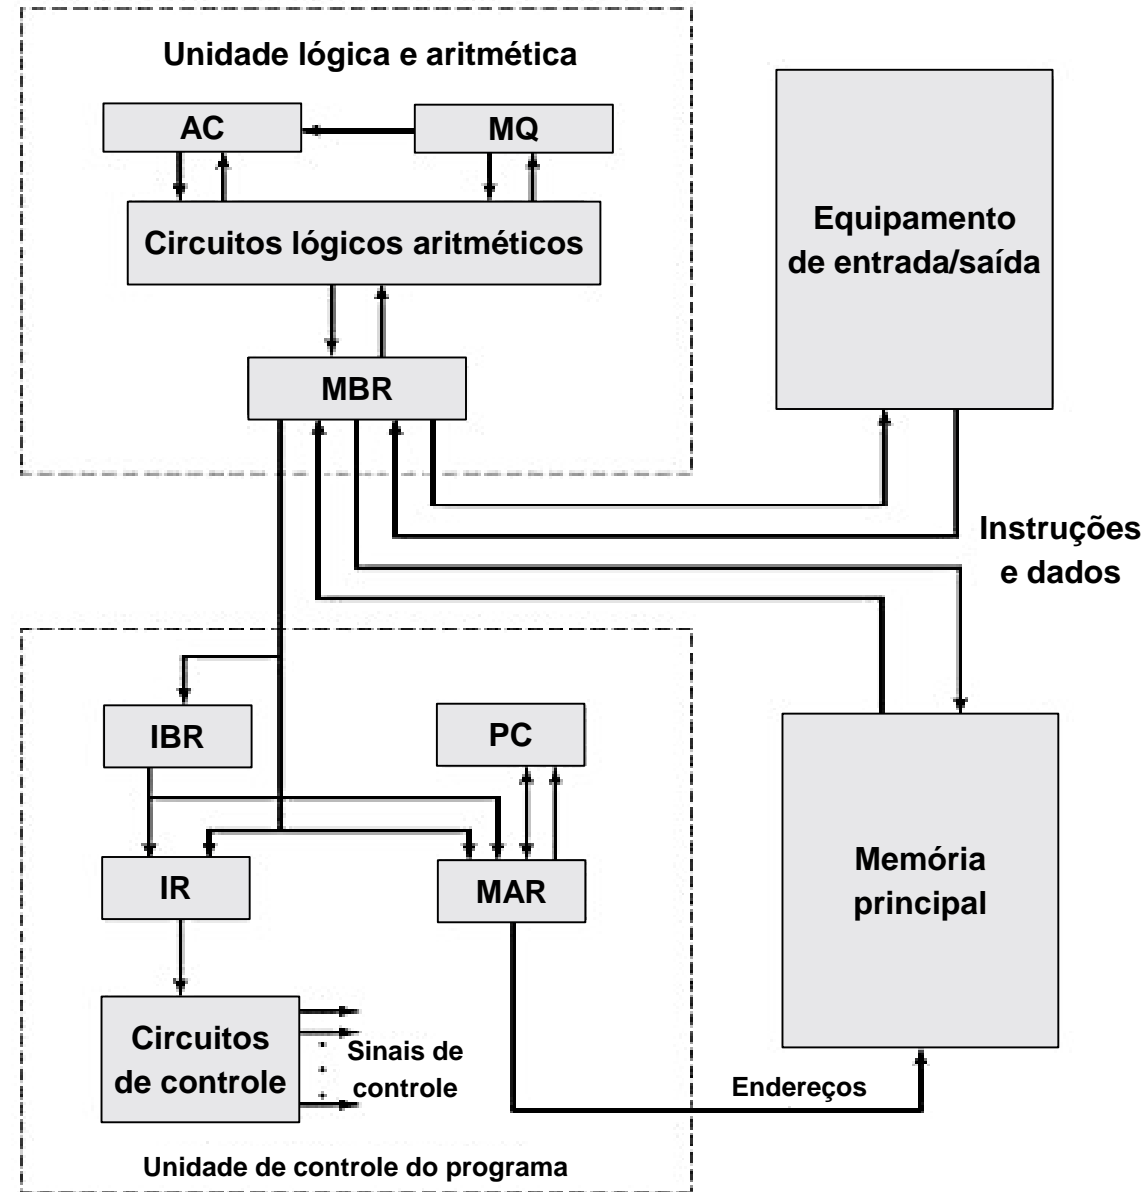 Unidade lógica e aritmética
AC
MQ
Circuitos lógicos aritméticos
MBR
Equipamento
de entrada/saída
Instruções
e dados
IBR
PC
IR
MAR
Memória
principal
Circuitos
de controle
Sinais de
controle
Endereços
Unidade de controle do programa